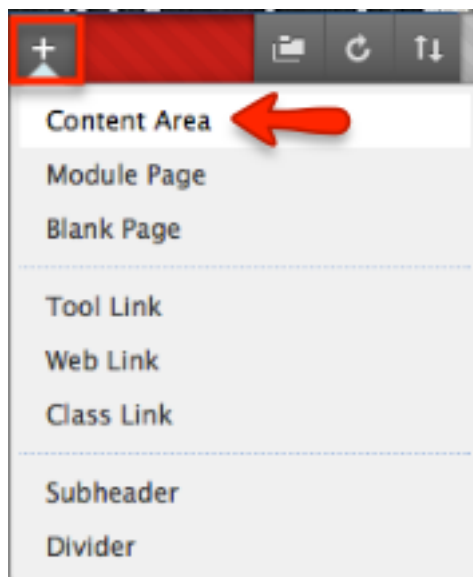 +
Content Area
Module Page
Blank Page
Tool Link
Web Link
Class Link
Subheader
Divider